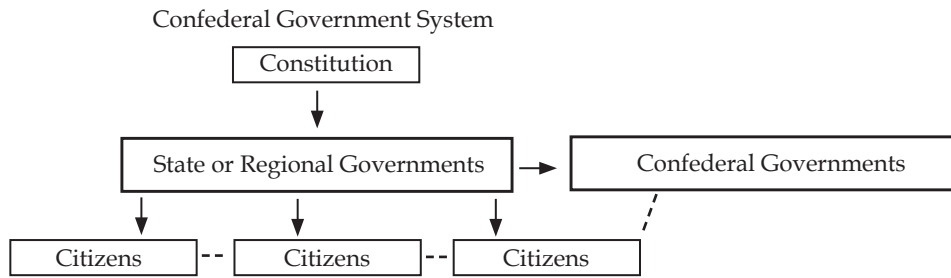 Confederal Government System
Constitution
State or Regional Governments
Confederal Governments
Citizens
Citizens
Citizens